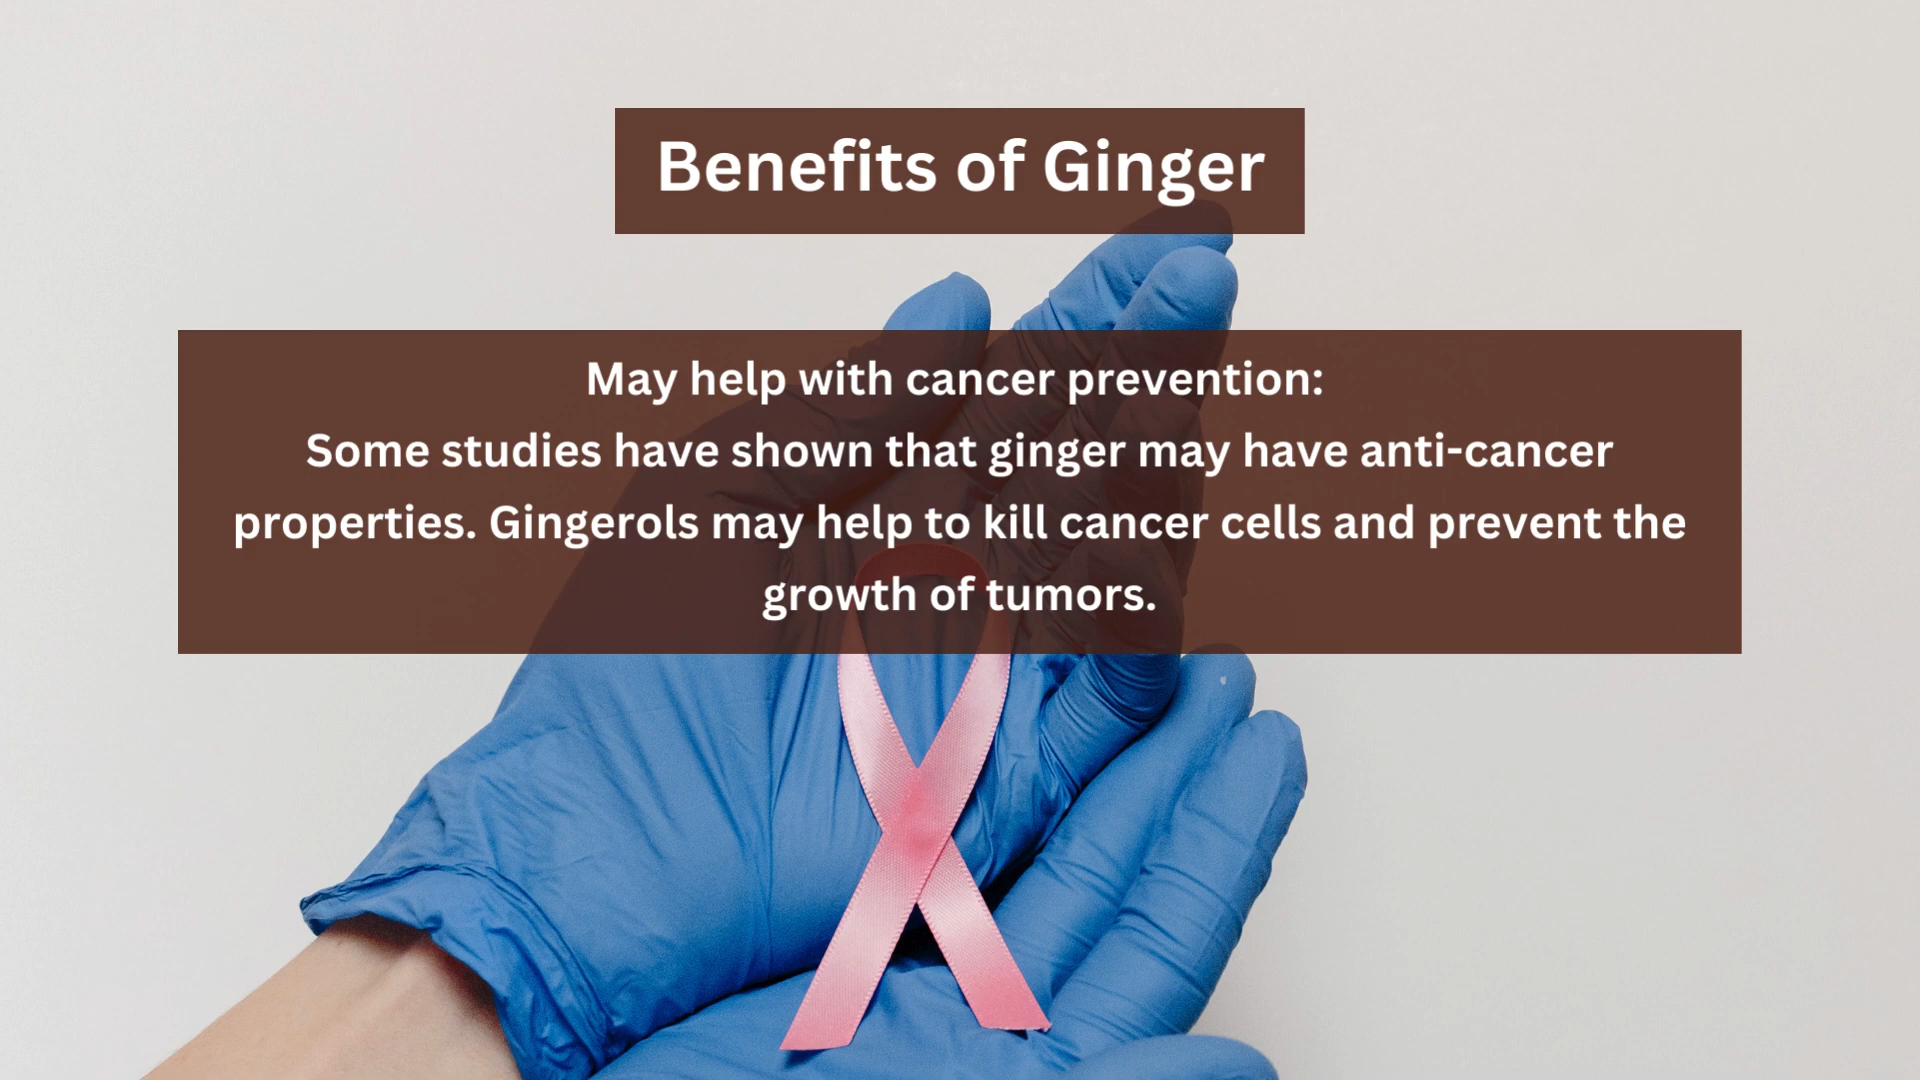 Benefits of Ginger
May help with cancer prevention:
Some studies have shown that ginger may have anti-cancer
properties. Gingerols may help to kill cancer cells and prevent the
growth of tumors.